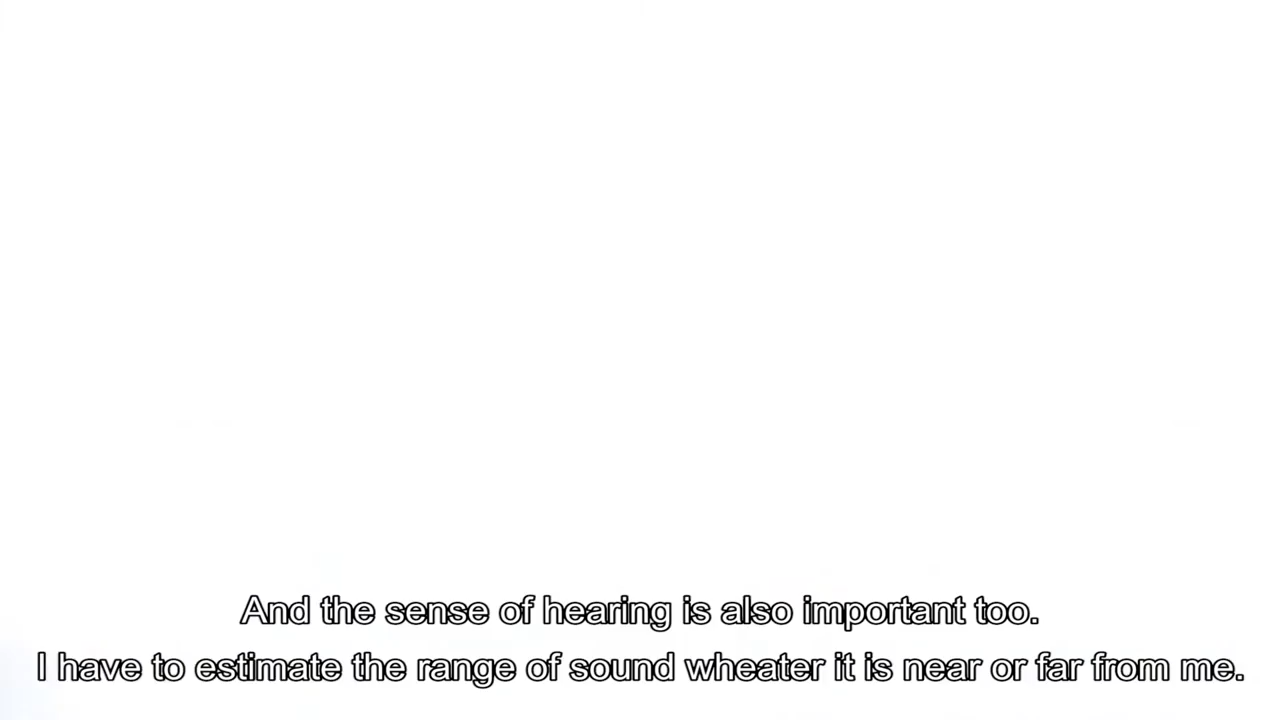 And the sense of hearing is also important too.
I have to estimate the range of sound wheater it is near or far from me.